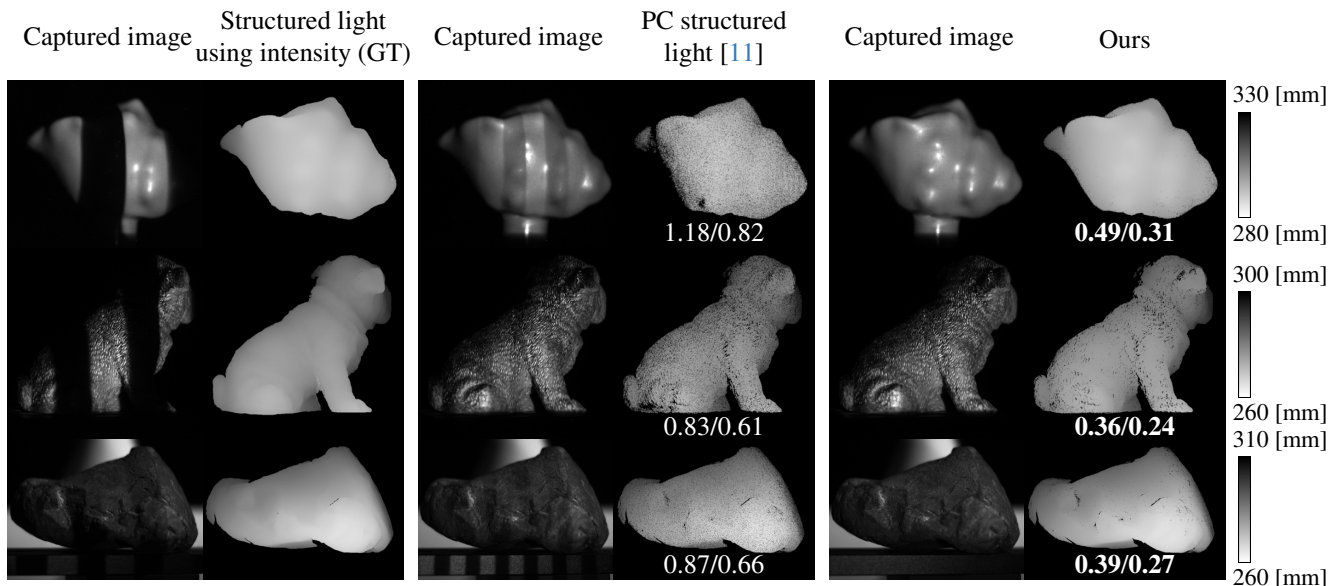 Captured image
Structured light
using intensity (GT)
Captured image
PC structured
light [11]
Captured image
Ours
330 [mm]
1.18/0.82
0.49/0.31
280 [mm]
300 [mm]
0.83/0.61
0.36/0.24
260 [mm]
310 [mm]
0.87/0.66
0.39/0.27
260 [mm]